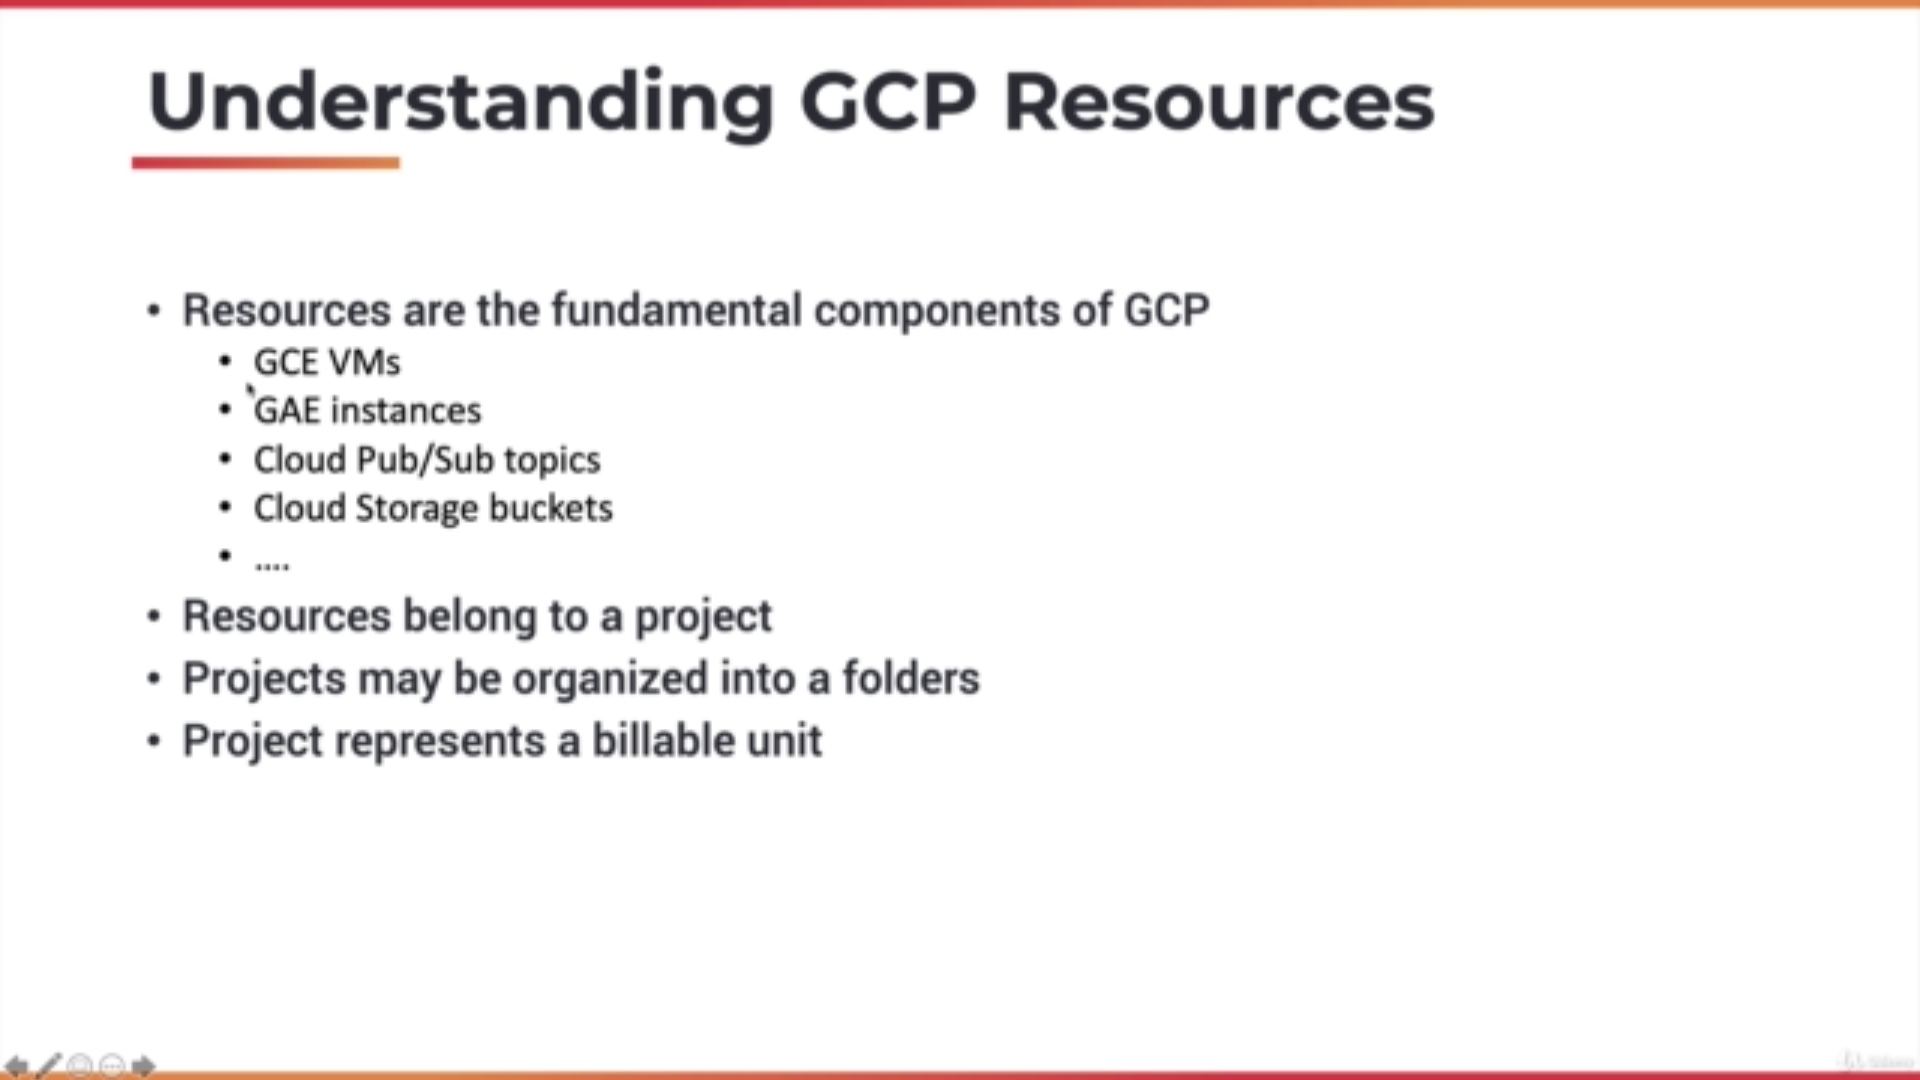 Understanding GCP Resources
• Resources are the fundamental components of GCP
• GCE VMs
• GAE instances
• Cloud Pub/Sub topics
• Cloud Storage buckets
• ....
• Resources belong to a project
• Projects may be organized into a folders
• Project represents a billable unit